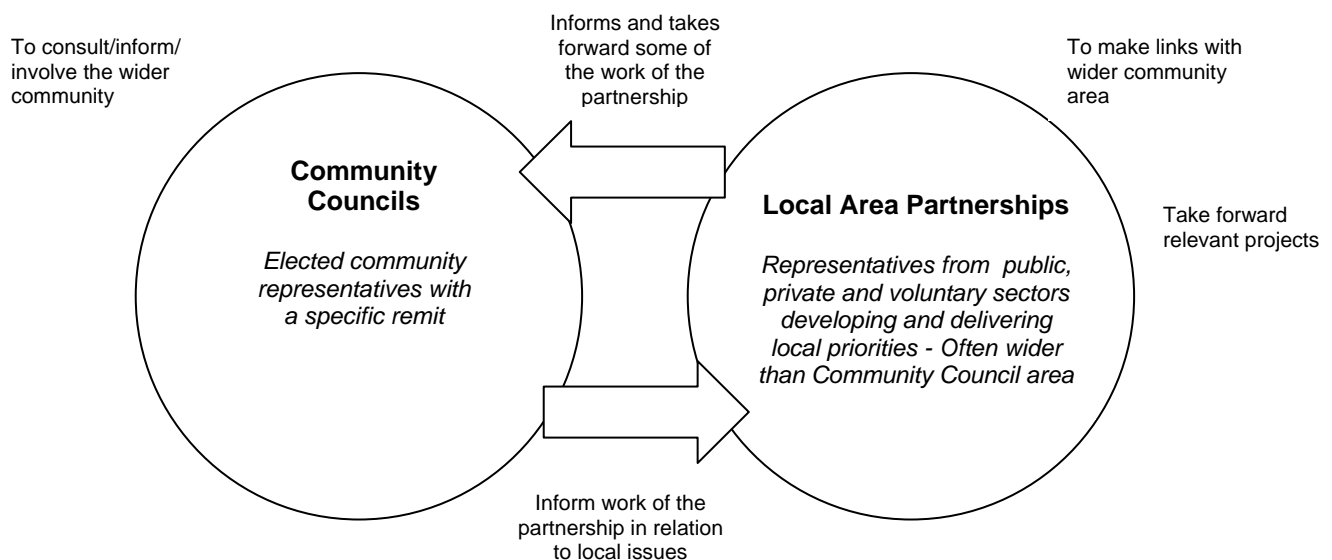 To consult/inform/
involve the wider
community
Informs and takes
forward some of
the work of the
partnership
To make links with
wider community
area
Community
Councils
Elected community
representatives with
a specific remit
Local Area Partnerships
Representatives from public,
private and voluntary sectors
developing and delivering
local priorities - Often wider
than Community Council area
Take forward
relevant projects
Inform work of the
partnership in relation
to local issues